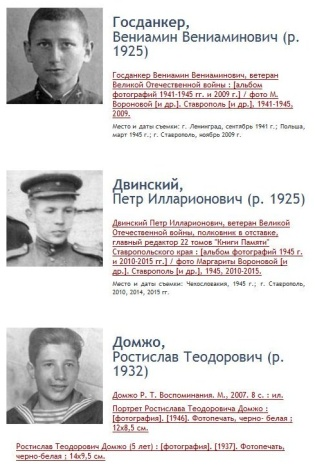 Госданкер,
Вениамин Вениаминович (р.
1925)
Госданкер Вениамин Вениаминович, ветеран
Великой Отечественной войны : [альбом
фотографий 1941-1945 гг. и 2009 г.] / фото М.
Вороновой [и др.]. Ставрополь [и др.], 1941-1945,
2009.
Место и даты съемки: г. Ленинград, сентябрь 1941 г.; Польша,
март 1945 г.; г. Ставрополь, ноябрь 2009 г.
Двинский,
Петр Илларионович (р. 1925)
Двинский Петр Илларионович, ветеран Великой
Отечественной войны, полковник в отставке,
главный редактор 22 томов "Книги Памяти"
Ставропольского края : [альбом фотографий 1945 г.
и 2010-2015 гг.] / фото Маргариты Вороновой [и
др.]. Ставрополь [и др.], 1945, 2010-2015.
Место и даты съемки: Чехословакия, 1945 г.; г. Ставрополь,
2010, 2014, 2015 гг.
Домжо,
Ростислав Теодорович (р.
1932)
Домжо Р. Т. Воспоминания. М., 2007. 8 с. : ил.
Портрет Ростислава Теодоровича Домжо :
[фотография]. [1946]. Фотопечать, черно- белая ;
12х8,5 см.
Ростислав Теодорович Домжо (5 лет) : [фотография]. [1937]. Фотопечать,
черно-белая ; 14х9,5 см.